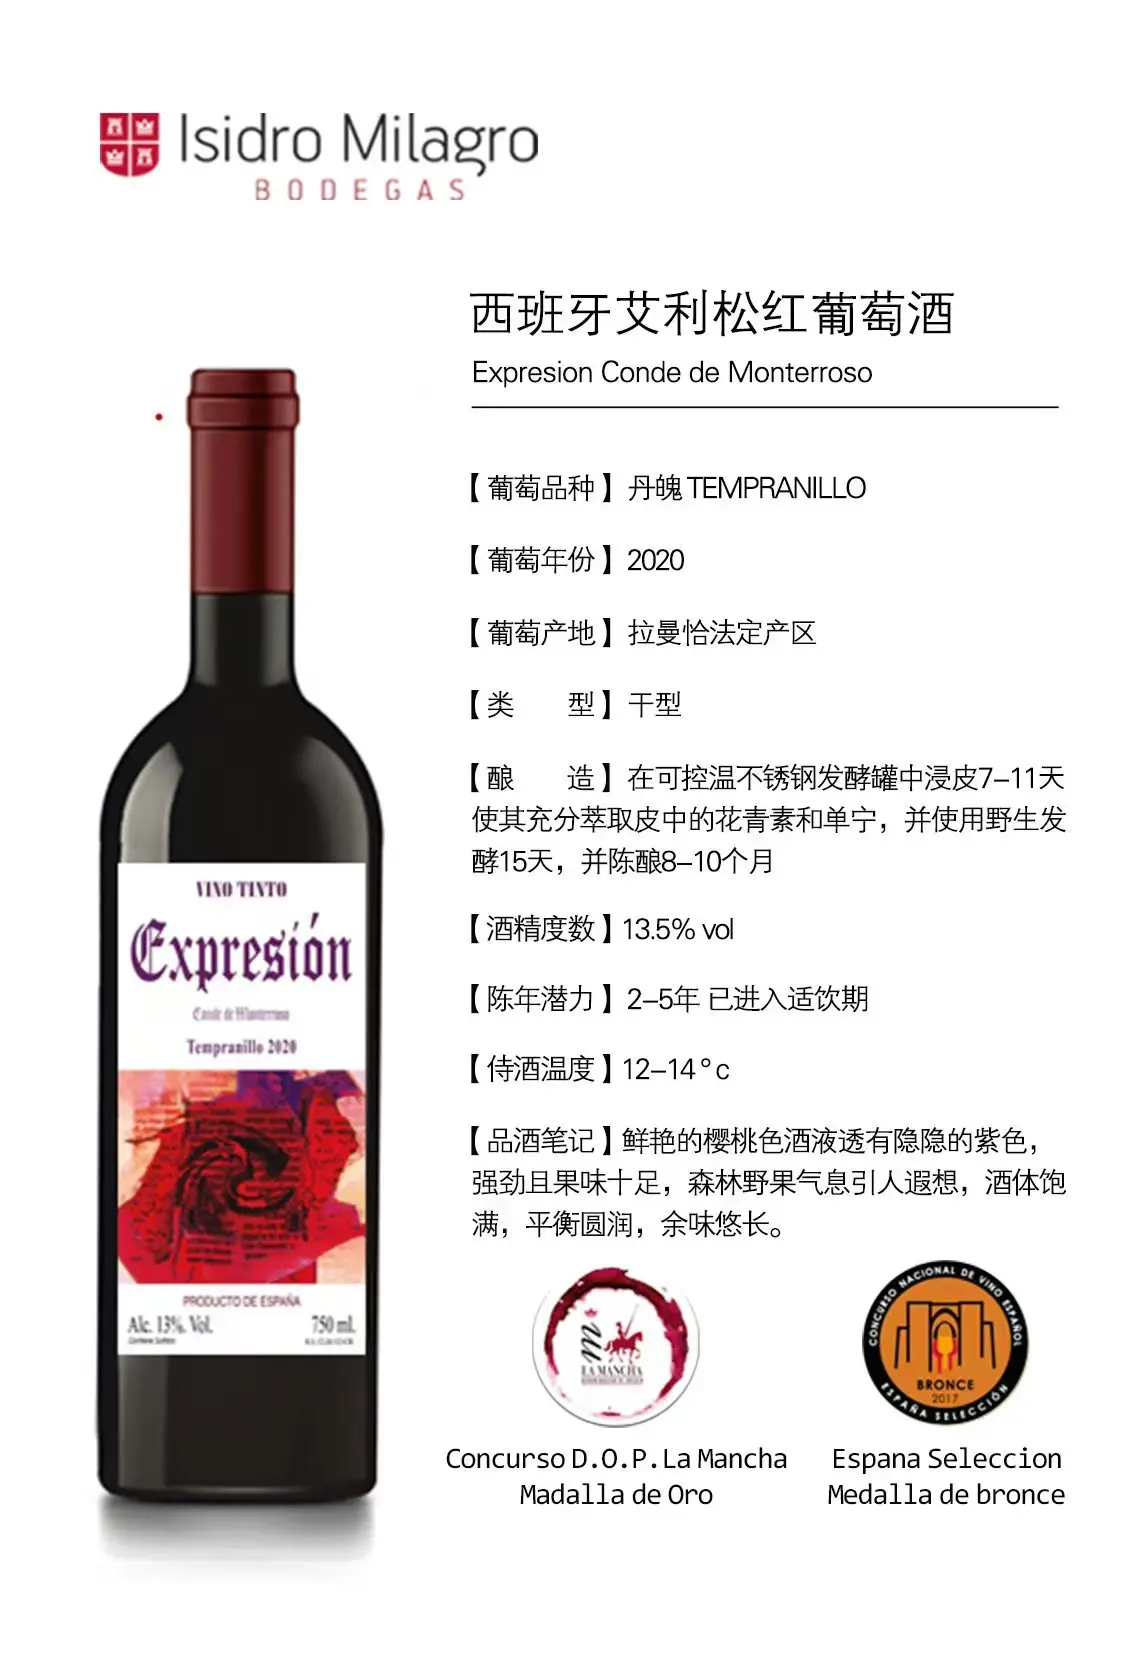 Isidro Milagro
BODEGAS
西班牙艾利松红葡萄酒
Expresion Conde de Monterroso
【葡萄品种】丹魄 TEMPRANILLO
【葡萄年份】2020
【葡萄产地】拉曼恰法定产区
【类 型】干型
【酿 造】在可控温不锈钢发酵罐中浸皮7-11天
使其充分萃取皮中的花青素和单宁，并使用野生发
酵15天，并陈酿8-10个月
【酒精度数】13.5% vol
【陈年潜力】2-5年 已进入适饮期
【侍酒温度】12-14°c
【品酒笔记】鲜艳的樱桃色酒液透有隐隐的紫色，
强劲且果味十足，森林野果气息引人遐想，酒体饱
满，平衡圆润，余味悠长。
VINO TINTO
Expresión
Conde de Monterroso
Tempranillo 2020
PRODUCTO DE ESPAÑA
Alc. 13%. Vol. 750 ml.
LA MANCHA
CONCURSO NACIONAL DE VINO ESPAÑOL
BRONCE
2017
ESPAÑA SELECCIÓN
Concurso D.O.P.La Mancha
Madalla de Oro
Espana Seleccion
Medalla de bronce